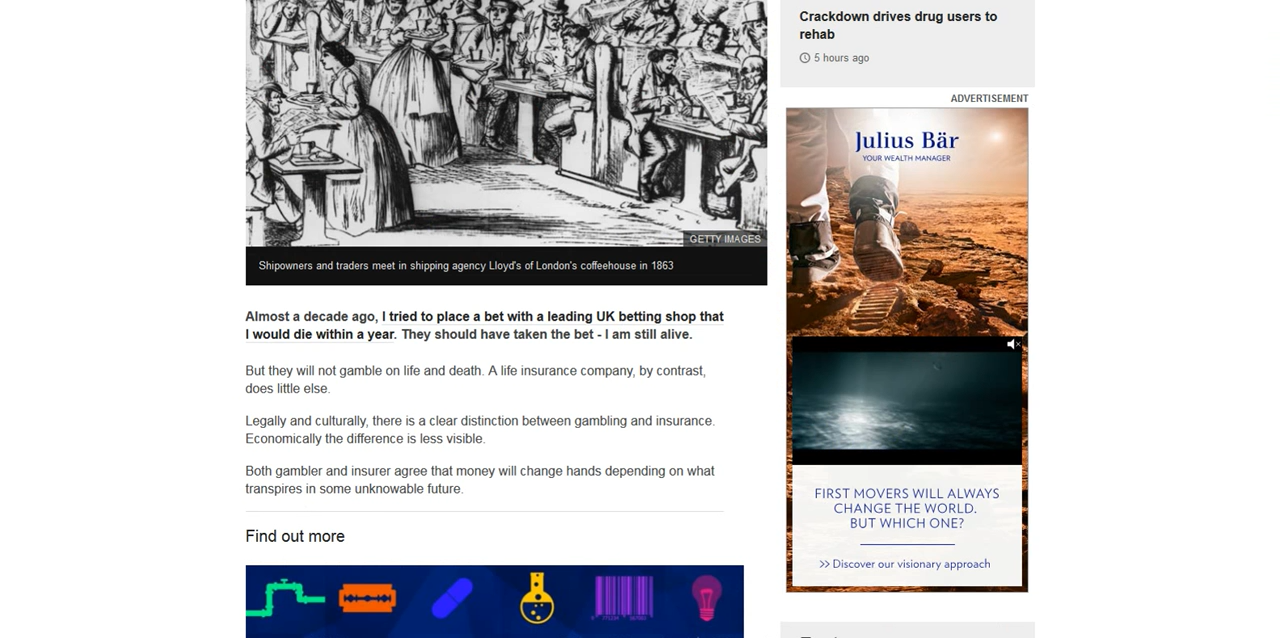 GETTY IMAGES
Shipowners and traders meet in shipping agency Lloyd's of London's coffeehouse in 1863
Almost a decade ago, I tried to place a bet with a leading UK betting shop that
I would die within a year. They should have taken the bet - I am still alive.
But they will not gamble on life and death. A life insurance company, by contrast,
does little else.
Legally and culturally, there is a clear distinction between gambling and insurance.
Economically the difference is less visible.
Both gambler and insurer agree that money will change hands depending on what
transpires in some unknowable future.
Find out more
Crackdown drives drug users to
rehab
5 hours ago
ADVERTISEMENT
Julius Bär
YOUR WEALTH MANAGER
FIRST MOVERS WILL ALWAYS
CHANGE THE WORLD.
BUT WHICH ONE?
>> Discover our visionary approach